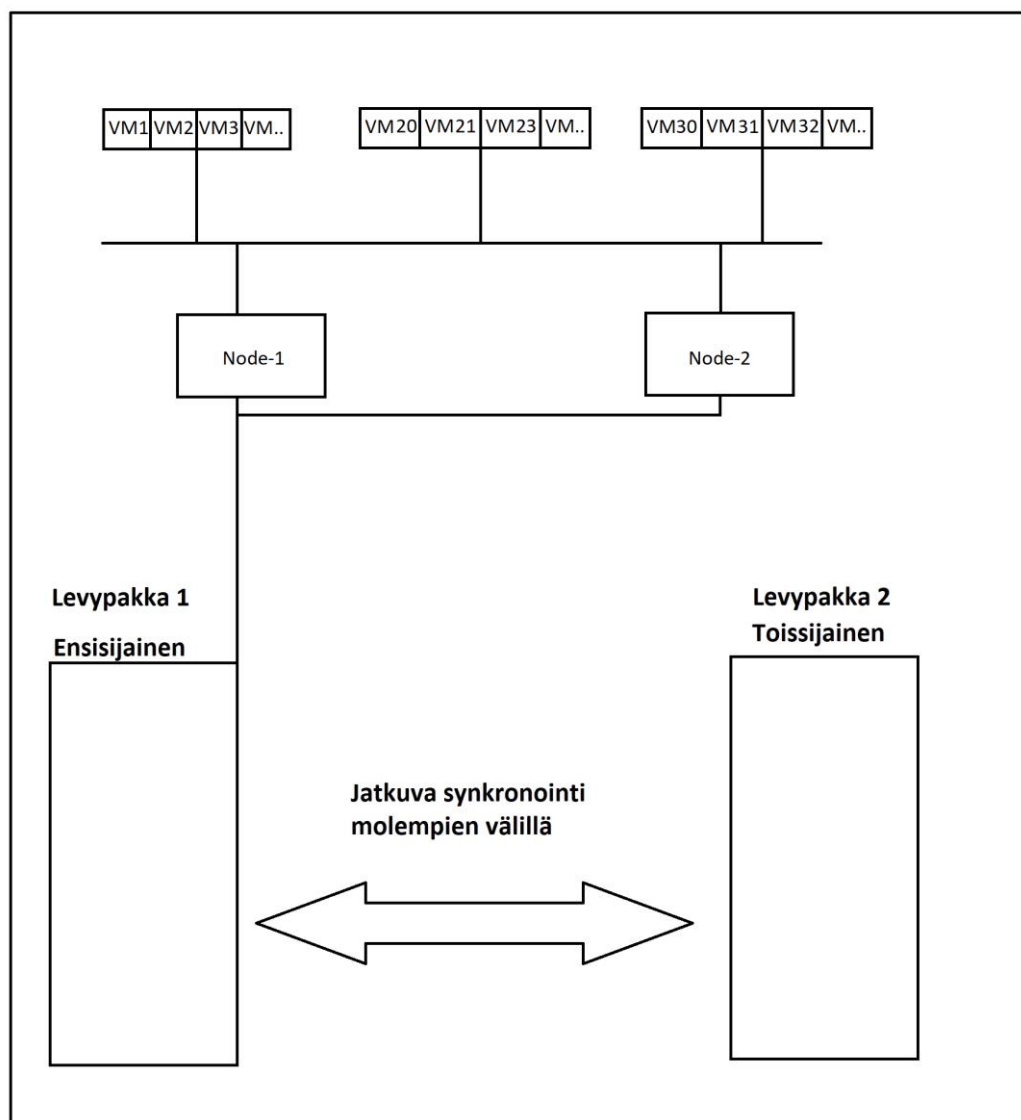 VM1 VM2 VM3 VM.. VM20 VM21 VM23 VM.. VM30 VM31 VM32 VM..
Node-1 Node-2
Levypakka 1
Ensisijainen
Levypakka 2
Toissijainen
Jatkuva synkronointi
molempien välillä